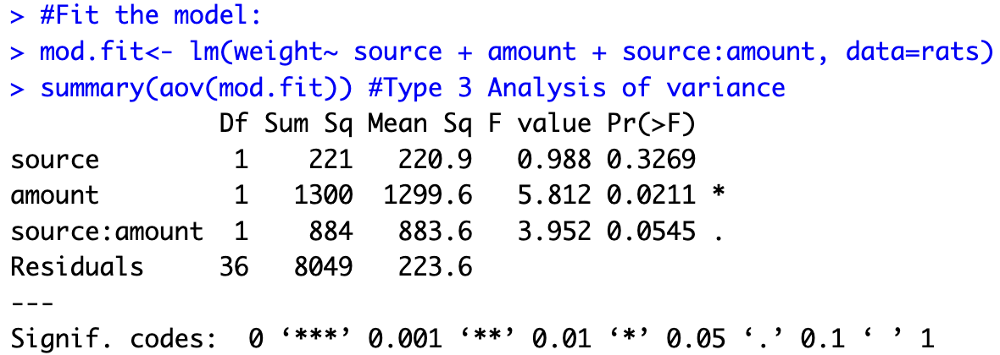 > #Fit the model:
> mod.fit<- lm(weight~ source + amount + source:amount, data=rats)
> summary(aov(mod.fit)) #Type 3 Analysis of variance
              Df Sum Sq Mean Sq F value Pr(>F)
source         1    221   220.9   0.988 0.3269
amount         1   1300  1299.6   5.812 0.0211 *
source:amount  1    884   883.6   3.952 0.0545 .
Residuals     36   8049   223.6
---
Signif. codes:  0 ‘***’ 0.001 ‘**’ 0.01 ‘*’ 0.05 ‘.’ 0.1 ‘ ’ 1